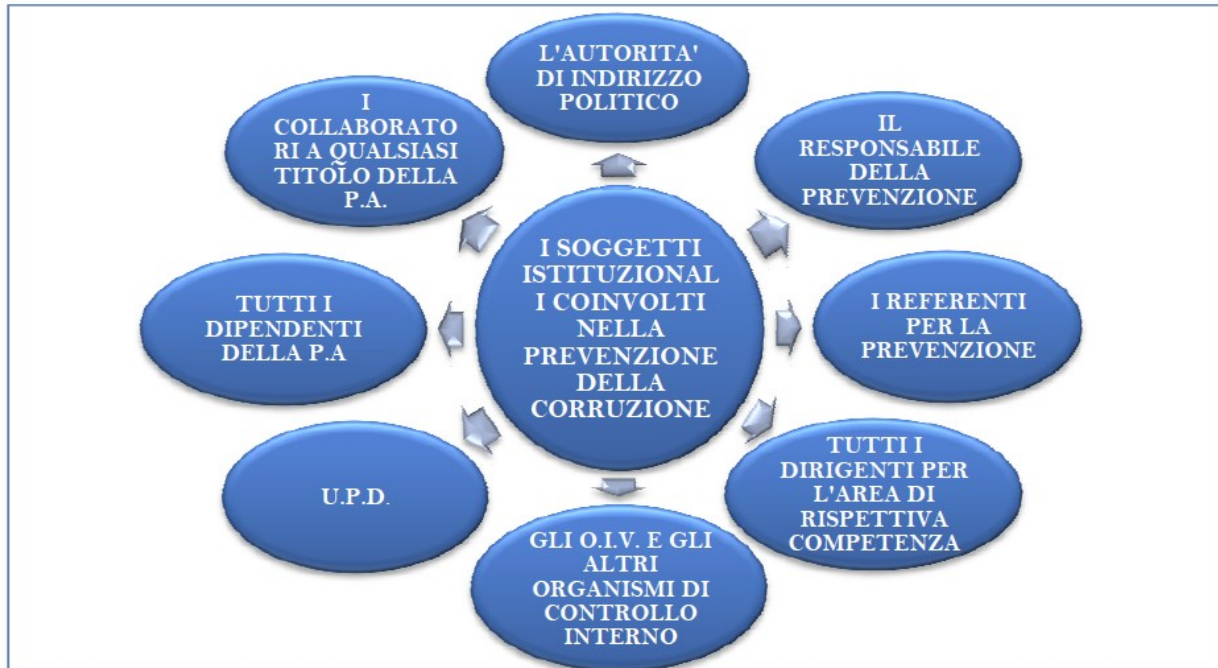 L'AUTORITA'
DI INDIRIZZO
POLITICO
IL
RESPONSABILE
DELLA
PREVENZIONE
I REFERENTI
PER LA
PREVENZIONE
TUTTI I
DIRIGENTI PER
L'AREA DI
RISPETTIVA
COMPETENZA
GLI O.I.V. E GLI
ALTRI
ORGANISMI DI
CONTROLLO
INTERNO
U.P.D.
TUTTI I
DIPENDENTI
DELLA P.A
I
COLLABORATO
RI A QUALSIASI
TITOLO DELLA
P.A.
I SOGGETTI
ISTITUZIONAL
I COINVOLTI
NELLA
PREVENZIONE
DELLA
CORRUZIONE